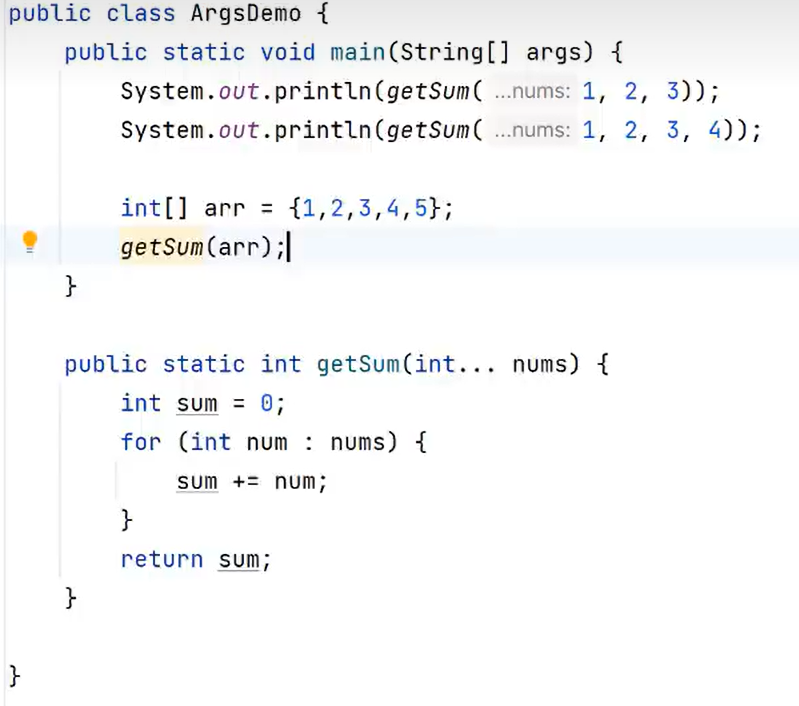 public class ArgsDemo {
    public static void main(String[] args) {
        System.out.println(getSum( ...nums: 1, 2, 3));
        System.out.println(getSum( ...nums: 1, 2, 3, 4));

        int[] arr = {1,2,3,4,5};
        getSum(arr);
    }

    public static int getSum(int... nums) {
        int sum = 0;
        for (int num : nums) {
            sum += num;
        }
        return sum;
    }

}